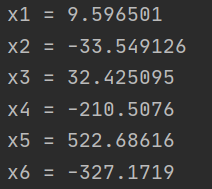 x1 = 9.596501
x2 = -33.549126
x3 = 32.425095
x4 = -210.5076
x5 = 522.68616
x6 = -327.1719